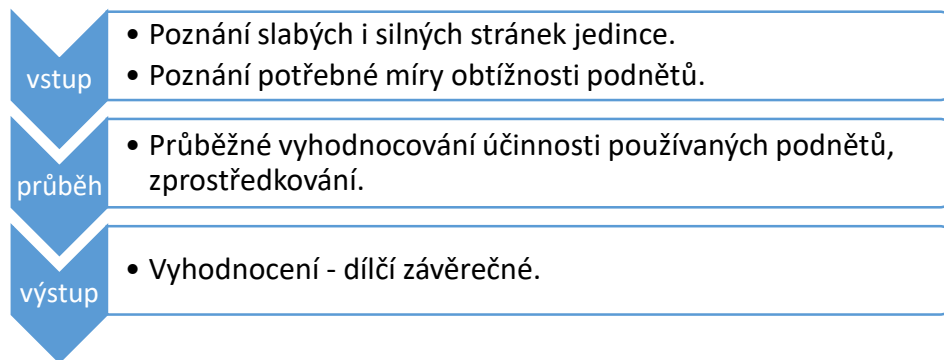 vstup
• Poznání slabých i silných stránek jedince.
• Poznání potřebné míry obtížnosti podnětů.
průběh
• Průběžné vyhodnocování účinnosti používaných podnětů,
zprostředkování.
výstup
• Vyhodnocení - dílčí závěrečné.